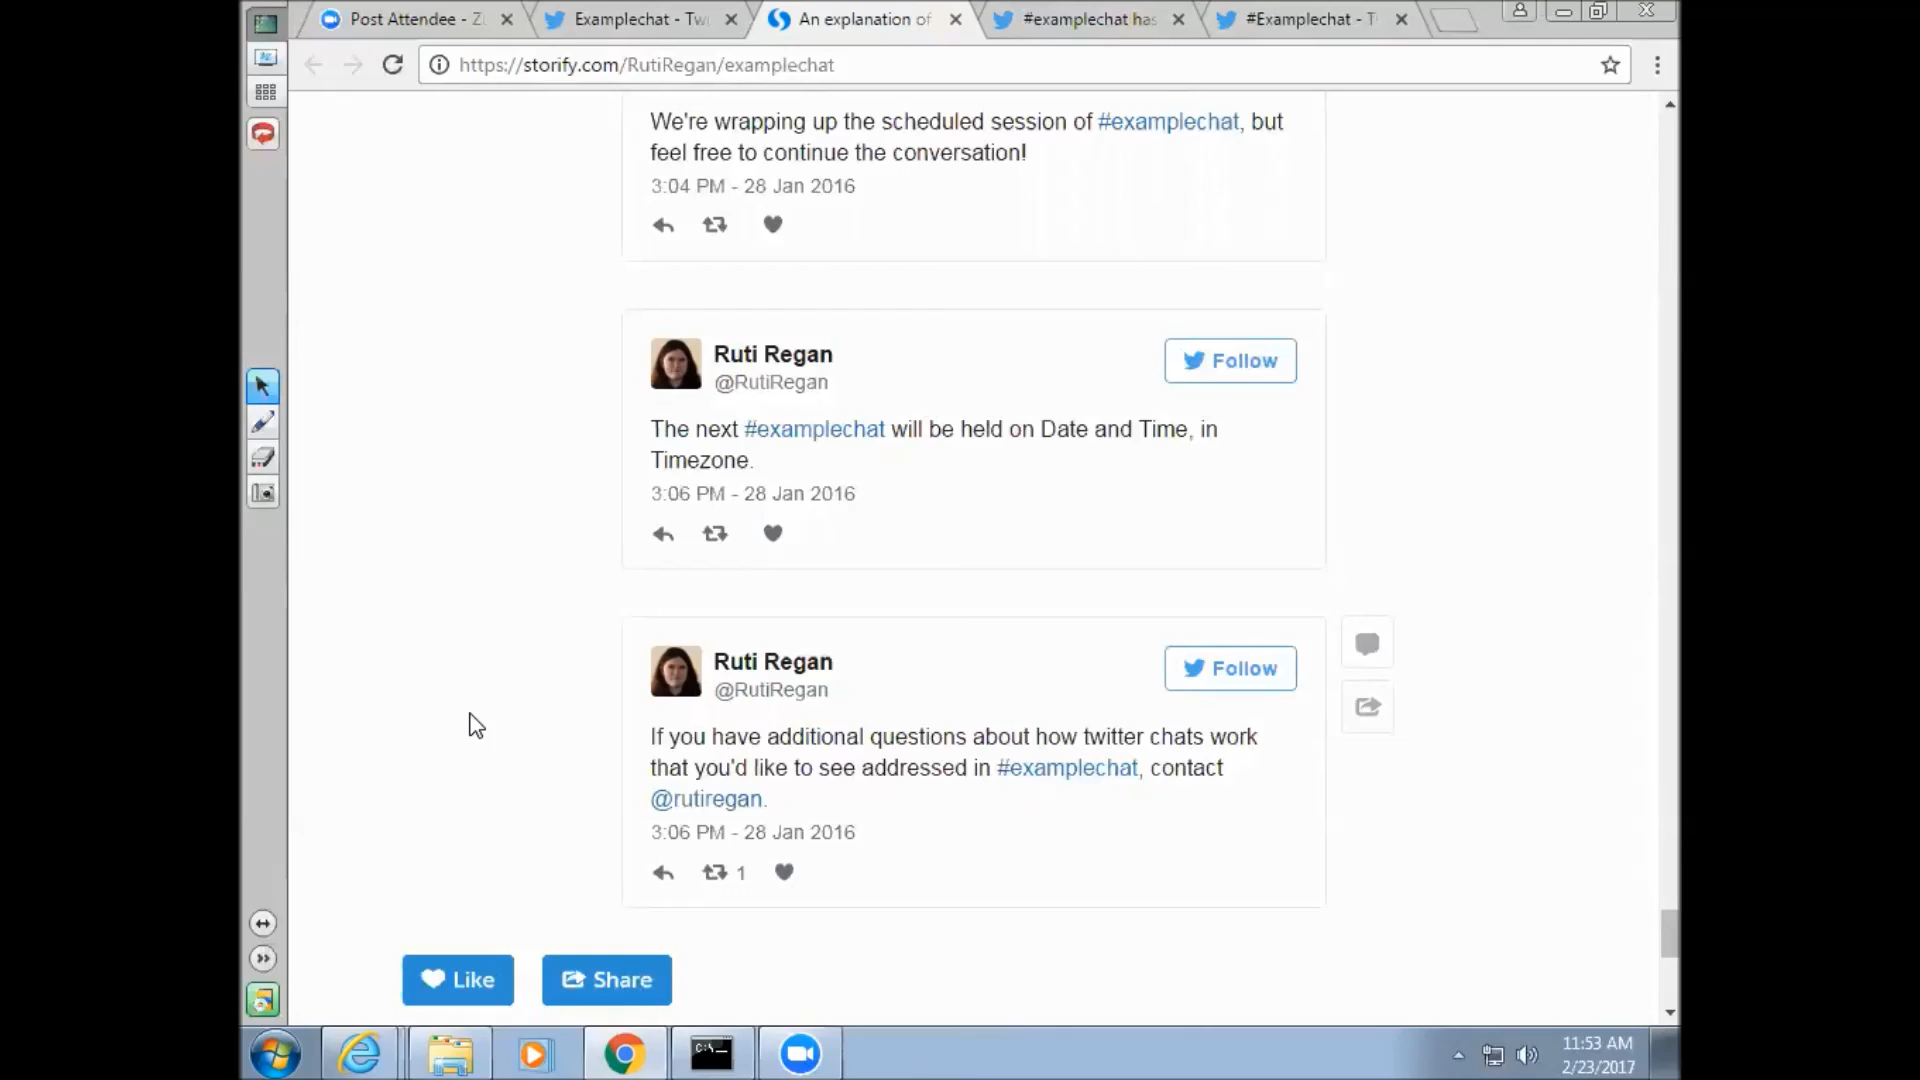 Post Attendee - Z
Examplechat - Tw
An explanation of
#examplechat has
#Examplechat - T
https://storify.com/RutiRegan/examplechat
We're wrapping up the scheduled session of #examplechat, but
feel free to continue the conversation!
3:04 PM - 28 Jan 2016
Ruti Regan
@RutiRegan
Follow
The next #examplechat will be held on Date and Time, in
Timezone.
3:06 PM - 28 Jan 2016
Ruti Regan
@RutiRegan
Follow
If you have additional questions about how twitter chats work
that you'd like to see addressed in #examplechat, contact
@rutiregan.
3:06 PM - 28 Jan 2016
1
Like
Share
11:53 AM
2/23/2017